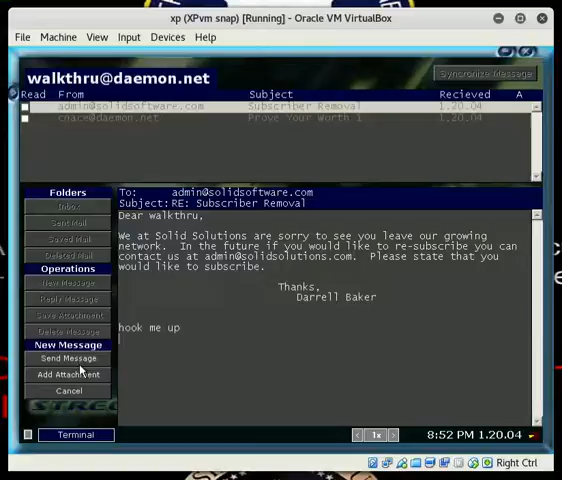 xp (XPvm snap) [Running] - Oracle VM VirtualBox
File Machine View Input Devices Help
walkthru@daemon.net
Syncronize Message
Read From Subject Recieved A
admin@solidsoftware.com Subscriber Removal 1.20.04
cnace@daemon.net Prove Your Worth 1 1.20.04
Folders
Inbox
Sent Mail
Saved Mail
Deleted Mail
Operations
New Message
Reply Message
Save Attachment
Delete Message
New Message
Send Message
Add Attachment
Cancel
To: admin@solidsoftware.com
Subject: RE: Subscriber Removal
Dear walkthru,
We at Solid Solutions are sorry to see you leave our growing
network. In the future if you would like to re-subscribe you can
contact us at admin@solidsolutions.com. Please state that you
would like to subscribe.
Thanks,
Darrell Baker
hook me up
Terminal
< 1x >
8:52 PM 1.20.04
Right Ctrl